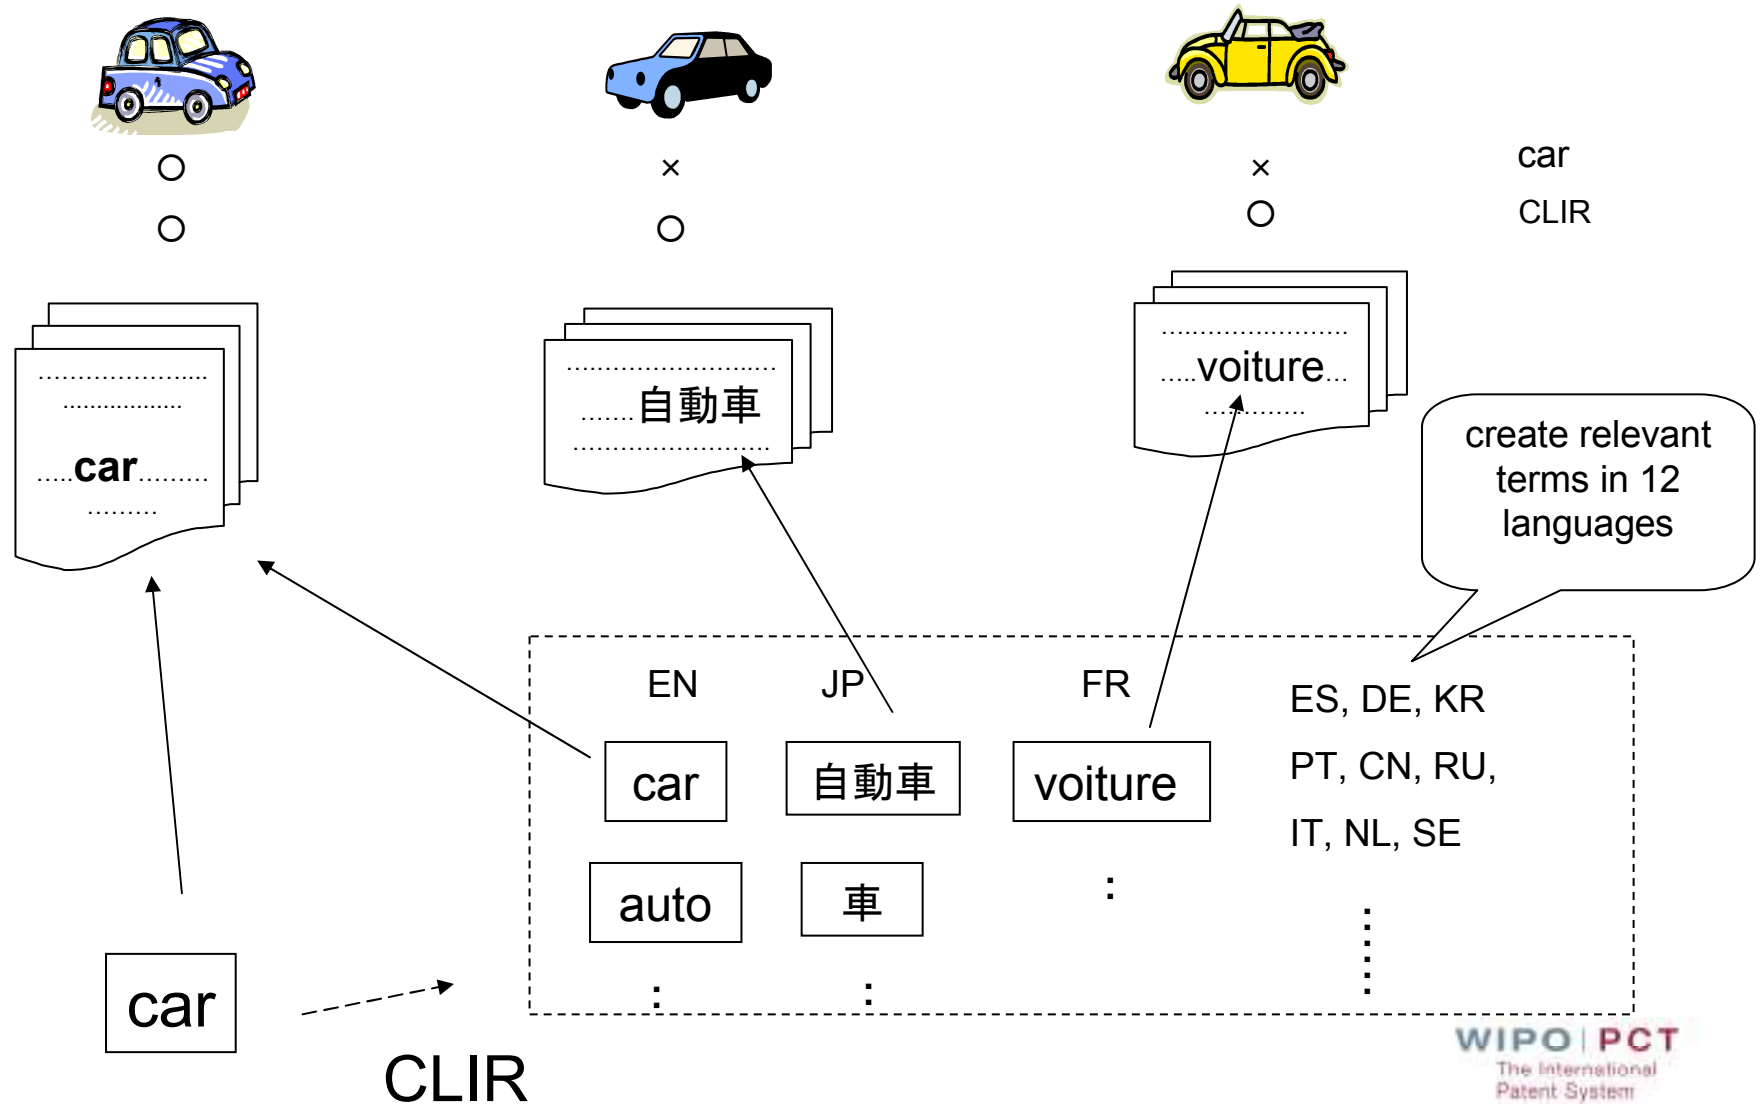 ○ × × car
○ ○ ○ CLIR
.....car.........
.......自動車
.....voiture...
create relevant
terms in 12
languages
EN JP FR
ES, DE, KR
PT, CN, RU,
IT, NL, SE
car 自動車 voiture
auto 車 :
: :
car
CLIR
WIPO | PCT
The International
Patent System